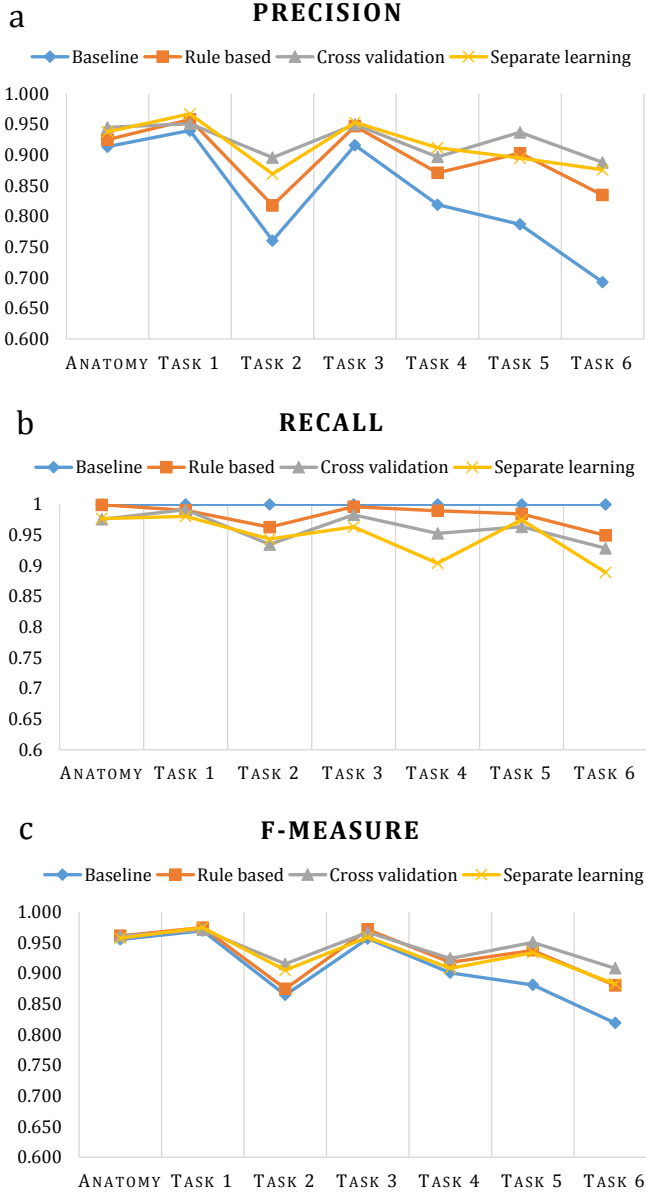 a
PRECISION
Baseline Rule based Cross validation Separate learning
1.000
0.950
0.900
0.850
0.800
0.750
0.700
0.650
0.600
ANATOMY TASK 1 TASK 2 TASK 3 TASK 4 TASK 5 TASK 6
b
RECALL
Baseline Rule based Cross validation Separate learning
1
0.95
0.9
0.85
0.8
0.75
0.7
0.65
0.6
ANATOMY TASK 1 TASK 2 TASK 3 TASK 4 TASK 5 TASK 6
c
F-MEASURE
Baseline Rule based Cross validation Separate learning
1.000
0.950
0.900
0.850
0.800
0.750
0.700
0.650
0.600
ANATOMY TASK 1 TASK 2 TASK 3 TASK 4 TASK 5 TASK 6